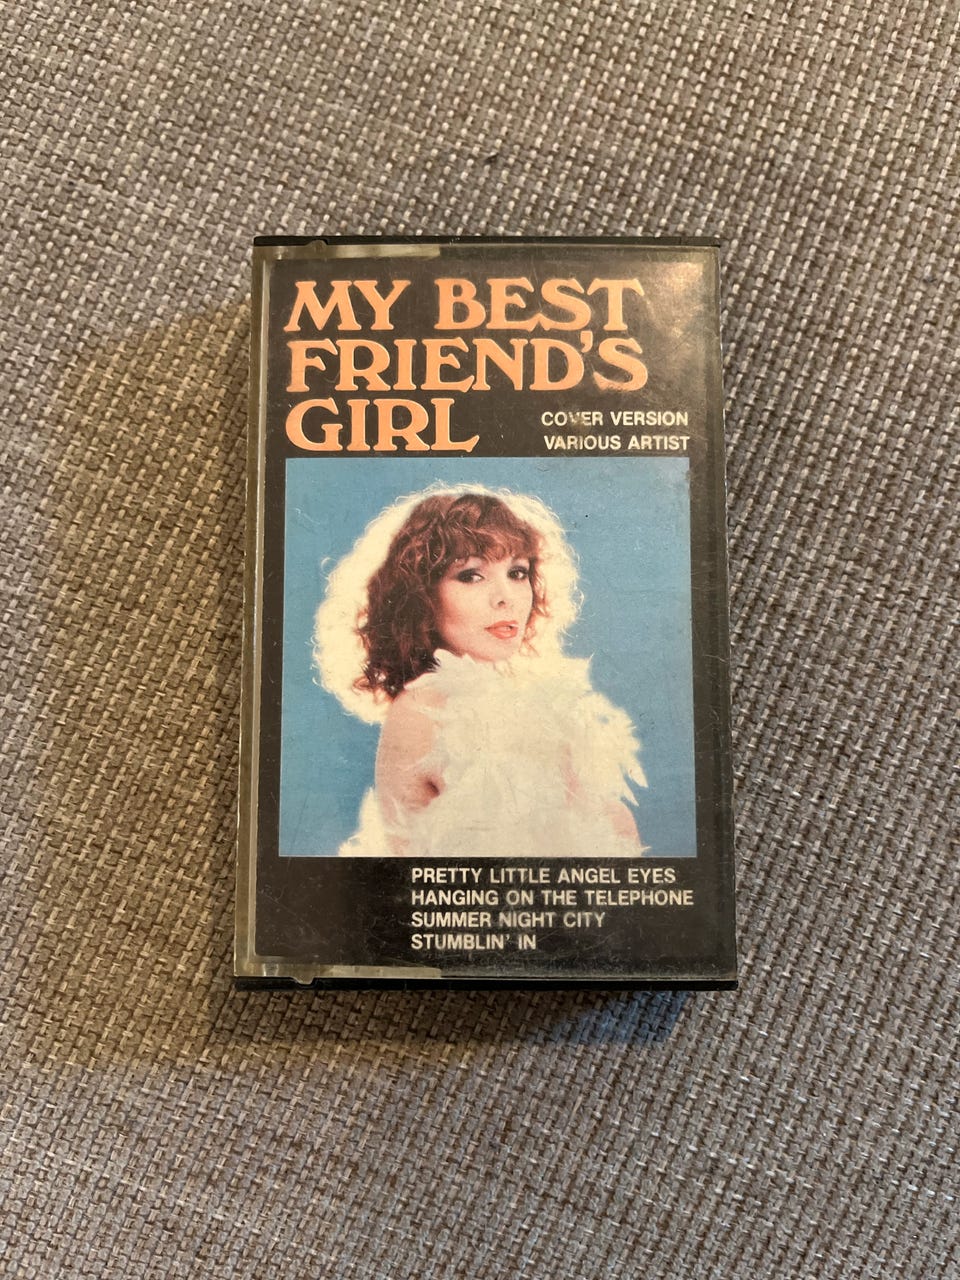 MY BEST
FRIEND'S
GIRL
COVER VERSION
VARIOUS ARTIST
PRETTY LITTLE ANGEL EYES
HANGING ON THE TELEPHONE
SUMMER NIGHT CITY
STUMBLIN' IN